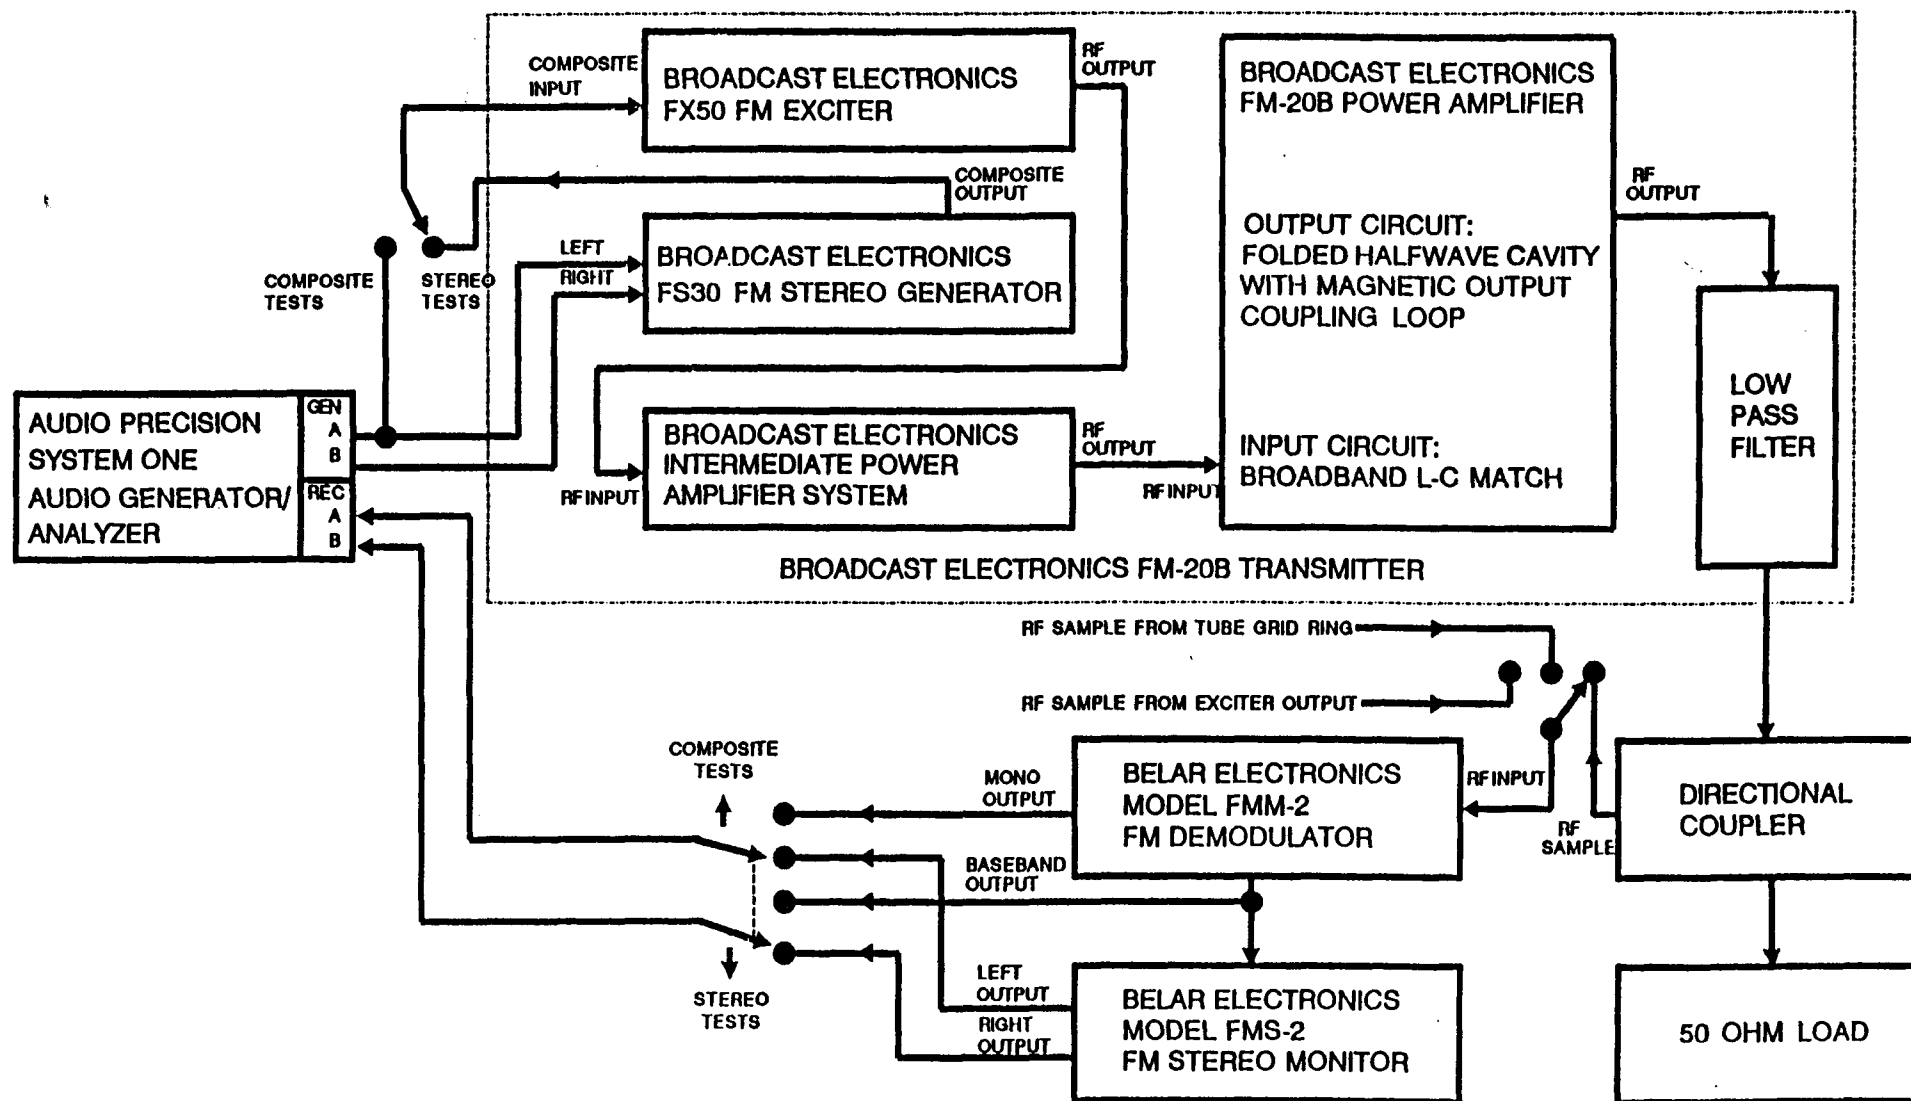 COMPOSITE
INPUT
BROADCAST ELECTRONICS
FX50 FM EXCITER
RF
OUTPUT
BROADCAST ELECTRONICS
FM-20B POWER AMPLIFIER
OUTPUT CIRCUIT:
FOLDED HALFWAVE CAVITY
WITH MAGNETIC OUTPUT
COUPLING LOOP
INPUT CIRCUIT:
BROADBAND L-C MATCH
RF
OUTPUT
COMPOSITE
OUTPUT
COMPOSITE
TESTS
STEREO
TESTS
LEFT
RIGHT
BROADCAST ELECTRONICS
FS30 FM STEREO GENERATOR
LOW
PASS
FILTER
AUDIO PRECISION
SYSTEM ONE
AUDIO GENERATOR/
ANALYZER
GEN
A
B
REC
A
B
RF INPUT
BROADCAST ELECTRONICS
INTERMEDIATE POWER
AMPLIFIER SYSTEM
RF
OUTPUT
RF INPUT
BROADCAST ELECTRONICS FM-20B TRANSMITTER
RF SAMPLE FROM TUBE GRID RING
RF SAMPLE FROM EXCITER OUTPUT
COMPOSITE
TESTS
MONO
OUTPUT
BELAR ELECTRONICS
MODEL FMM-2
FM DEMODULATOR
RF INPUT
RF
SAMPLE
DIRECTIONAL
COUPLER
BASEBAND
OUTPUT
STEREO
TESTS
LEFT
OUTPUT
RIGHT
OUTPUT
BELAR ELECTRONICS
MODEL FMS-2
FM STEREO MONITOR
50 OHM LOAD